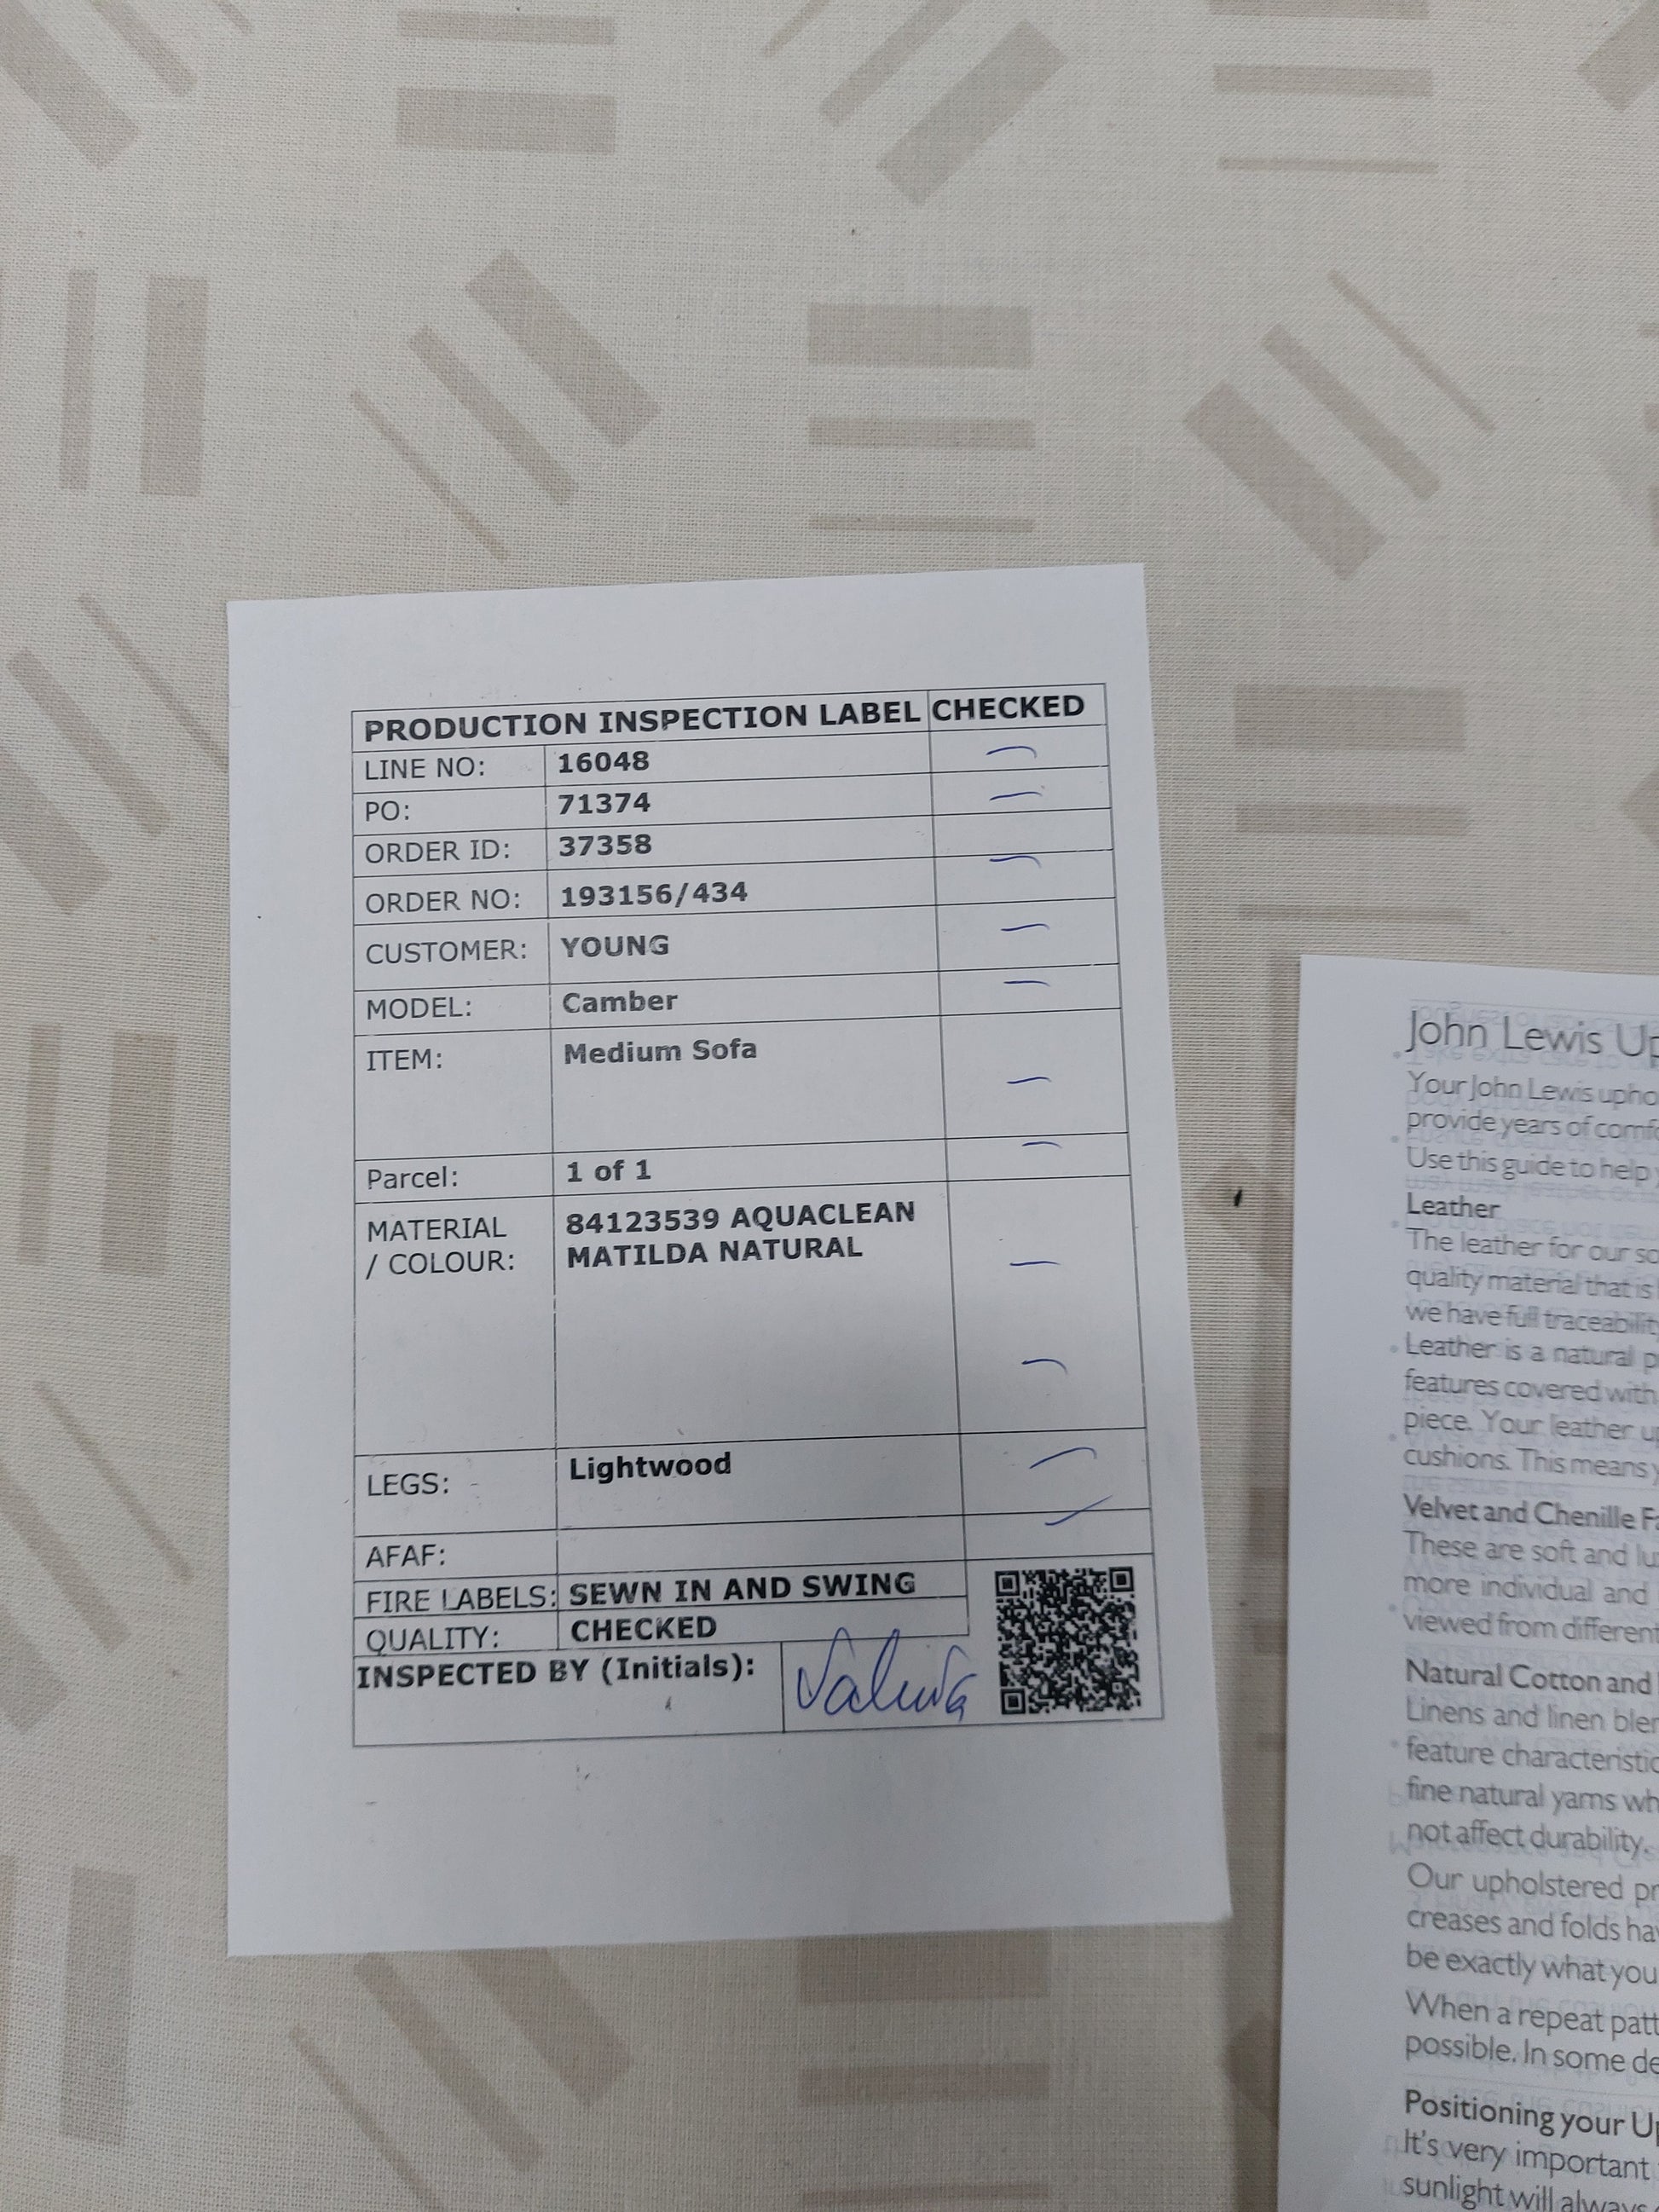 PRODUCTION INSPECTION LABEL CHECKED
LINE NO: 16048
PO: 71374
ORDER ID: 37358
ORDER NO: 193156/434
CUSTOMER: YOUNG
MODEL: Camber
ITEM: Medium Sofa
Parcel: 1 of 1
MATERIAL 84123539 AQUACLEAN
/ COLOUR: MATILDA NATURAL
LEGS: Lightwood
AFAF:
FIRE LABELS: SEWN IN AND SWING
QUALITY: CHECKED
INSPECTED BY (Initials):
John Lewis
Your John Lewis
provide years of
Use this guide to help
Leather
The leather for our
quality material that is
we have full traceability
Leather is a natural
features covered with
piece. Your leather
cushions. This means
Velvet and Chenille
These are soft and
more individual and
viewed from different
Natural Cotton and
Linens and linen
feature
fine natural yarns
not affect durability.
Our upholstered
creases and folds
be exactly what you
When a repeat
possible. In some
Positioning your
It's very important
sunlight will always